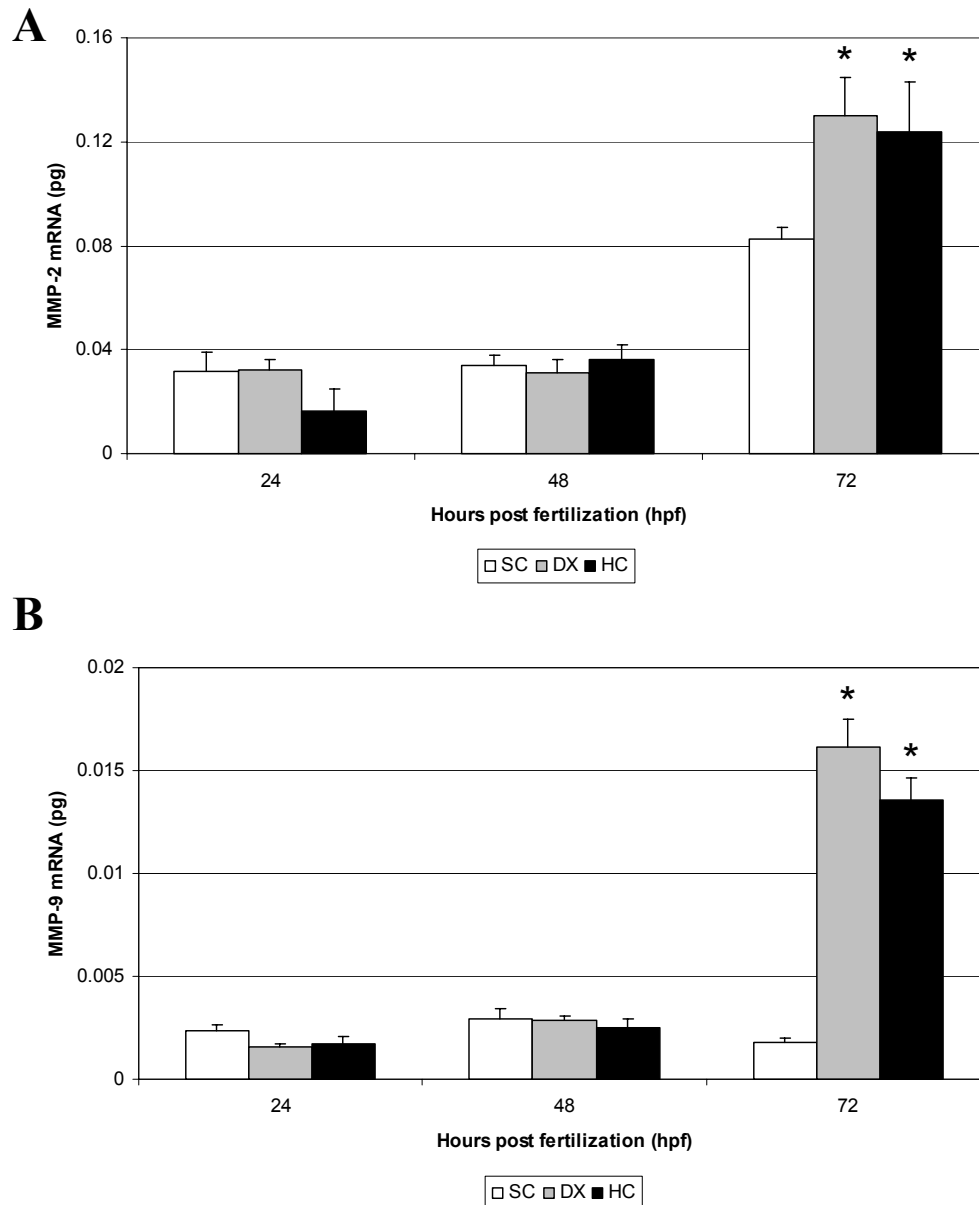 A
0.16
0.12
0.08
0.04
0
MMP-2 mRNA (pg)
* *
24 48 72
Hours post fertilization (hpf)
SC DX HC
B
0.02
0.015
0.01
0.005
0
MMP-9 mRNA (pg)
*
*
24 48 72
Hours post fertilization (hpf)
SC DX HC